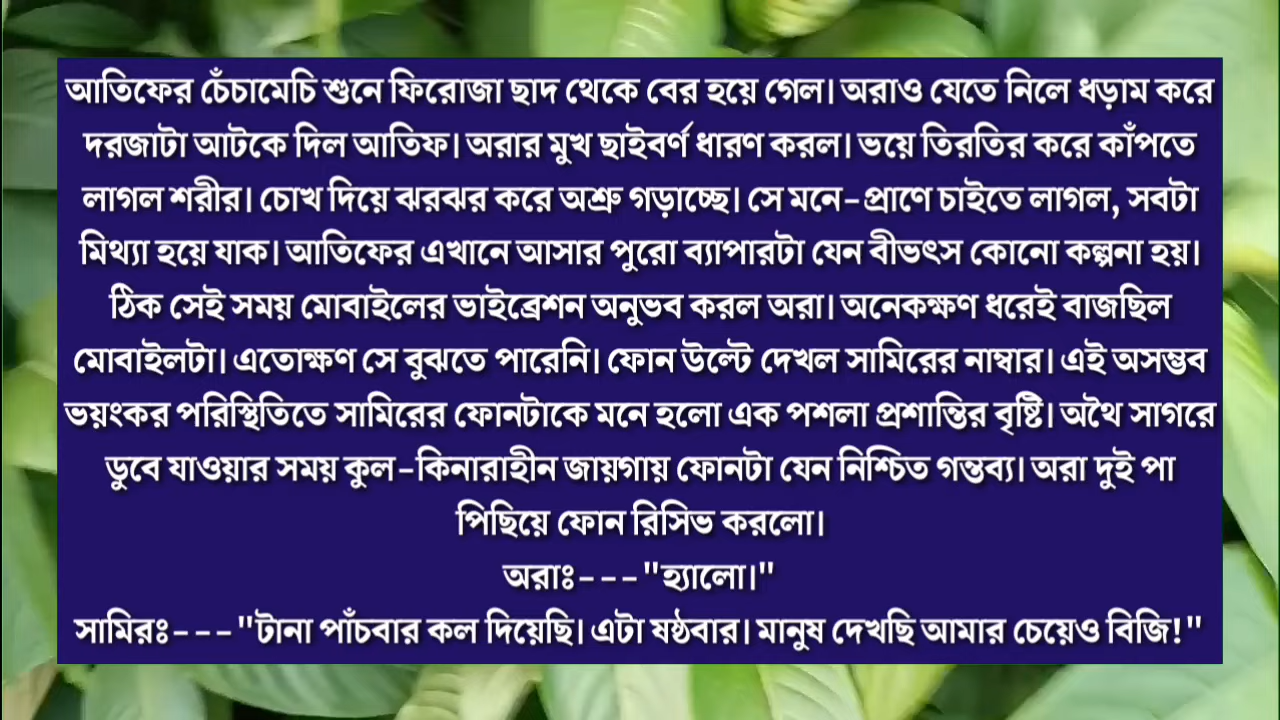 আতিফের চেঁচামেচি শুনে ফিরোজা ছাদ থেকে বের হয়ে গেল। অরাও যেতে নিলে ধড়াম করে
দরজাটা আটকে দিল আতিফ। অরার মুখ ছাইবর্ণ ধারণ করল। ভয়ে তিরতির করে কাঁপতে
লাগল শরীর। চোখ দিয়ে ঝরঝর করে অশ্রু গড়াচ্ছে। সে মনে-প্রাণে চাইতে লাগল, সবটা
মিথ্যা হয়ে যাক। আতিফের এখানে আসার পুরো ব্যাপারটা যেন বীভৎস কোনো কল্পনা হয়।
ঠিক সেই সময় মোবাইলের ভাইব্রেশন অনুভব করল অরা। অনেকক্ষণ ধরেই বাজছিল
মোবাইলটা। এতোক্ষণ সে বুঝতে পারেনি। ফোন উল্টে দেখল সামিরের নাম্বার। এই অসম্ভব
ভয়ংকর পরিস্থিতিতে সামিরের ফোনটাকে মনে হলো এক পশলা প্রশান্তির বৃষ্টি। অথৈ সাগরে
ডুবে যাওয়ার সময় কুল-কিনারাহীন জায়গায় ফোনটা যেন নিশ্চিত গন্তব্য। অরা দুই পা
পিছিয়ে ফোন রিসিভ করলো।
অরাঃ---"হ্যালো।"
সামিরঃ---"টানা পাঁচবার কল দিয়েছি। এটা ষষ্ঠবার। মানুষ দেখছি আমার চেয়েও বিজি!"